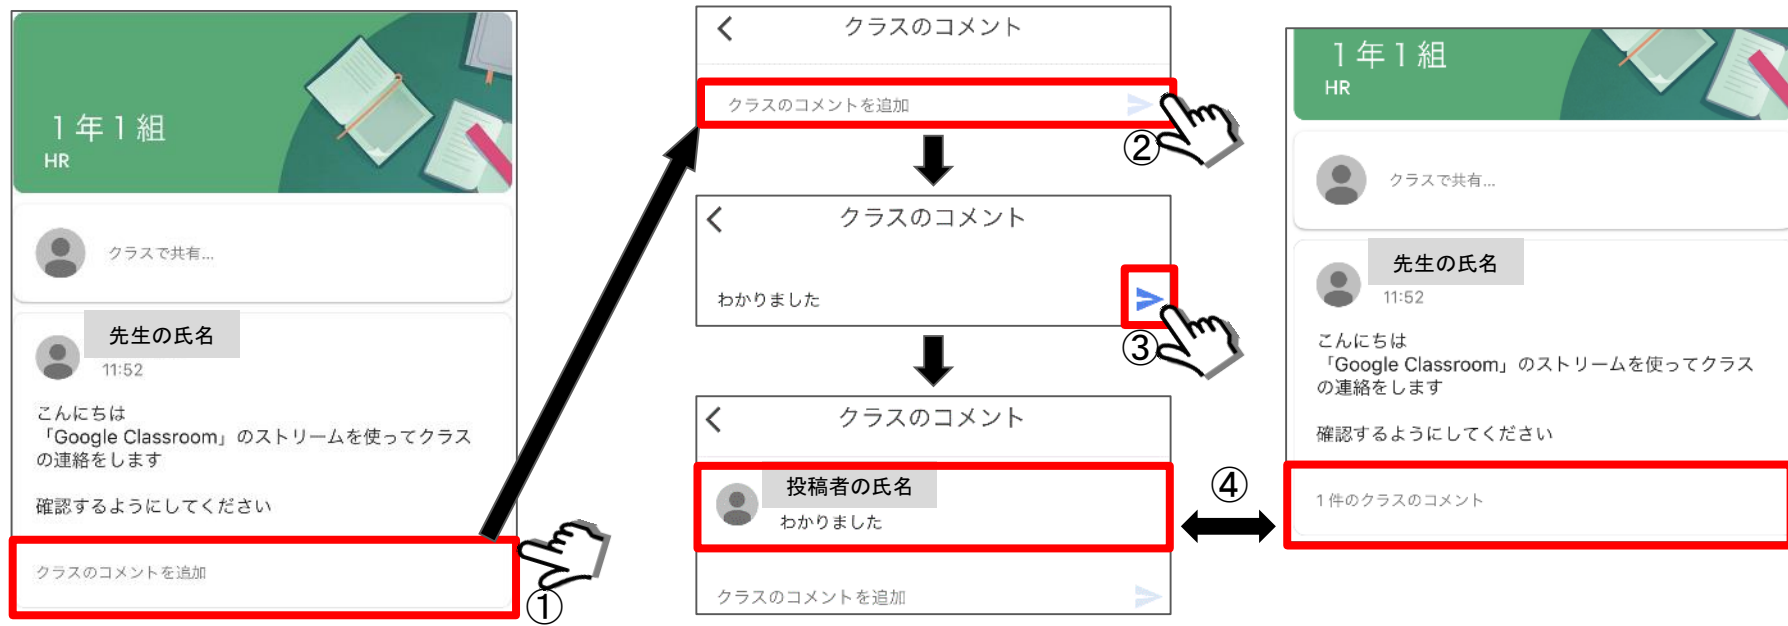 1年1組
HR
クラスで共有...
先生の氏名
11:52
こんにちは
「Google Classroom」のストリームを使ってクラス
の連絡をします
確認するようにしてください
クラスのコメントを追加
①
クラスのコメント
クラスのコメントを追加
②
クラスのコメント
わかりました
③
クラスのコメント
投稿者の氏名
わかりました
クラスのコメントを追加
④
1年1組
HR
クラスで共有...
先生の氏名
11:52
こんにちは
「Google Classroom」のストリームを使ってクラス
の連絡をします
確認するようにしてください
1件のクラスのコメント